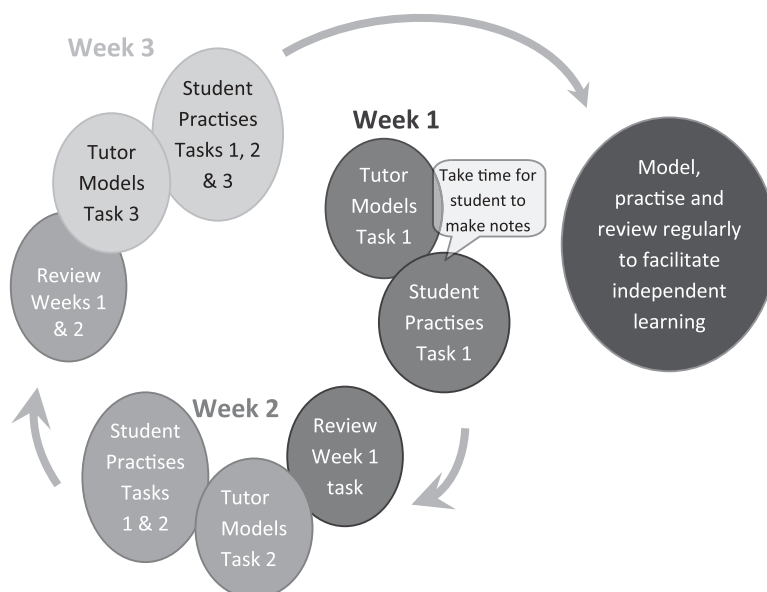 Week 1
Tutor
Models
Task 1
Take time for
student to
make notes
Student
Practises
Task 1
Week 2
Review
Week 1
task
Tutor
Models
Task 2
Student
Practises
Tasks
1 & 2
Week 3
Review
Weeks 1
& 2
Tutor
Models
Task 3
Student
Practises
Tasks 1, 2
& 3
Model,
practise and
review regularly
to facilitate
independent
learning